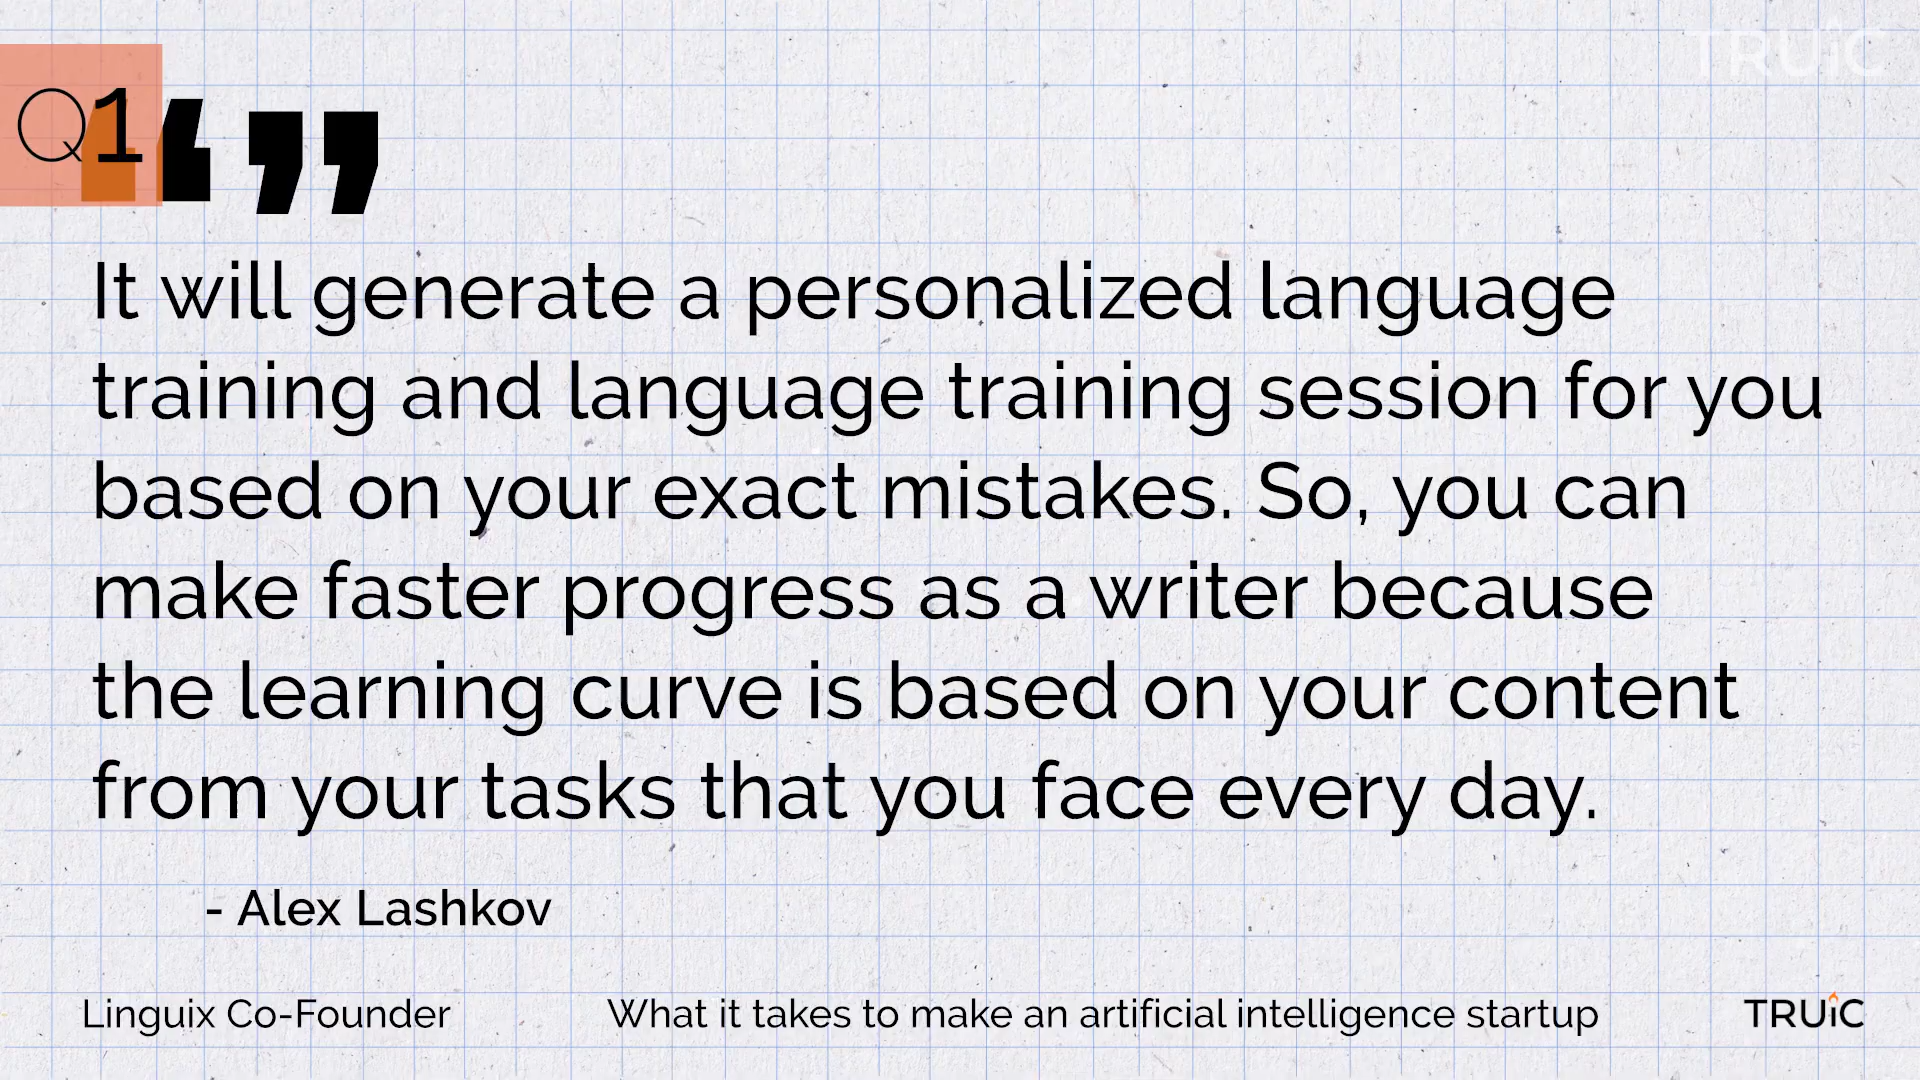 TRUiC
Q1
“ ”
It will generate a personalized language
training and language training session for you
based on your exact mistakes. So, you can
make faster progress as a writer because
the learning curve is based on your content
from your tasks that you face every day.
- Alex Lashkov
Linguix Co-Founder
What it takes to make an artificial intelligence startup
TRUiC